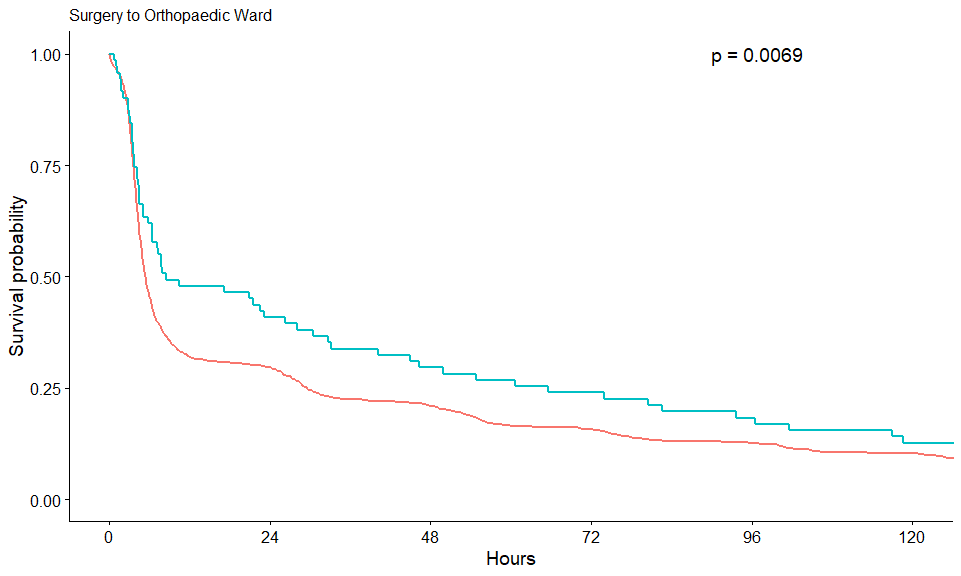 Surgery to Orthopaedic Ward
p = 0.0069
1.00
0.75
0.50
0.25
0.00
Survival probability
0 24 48 72 96 120
Hours